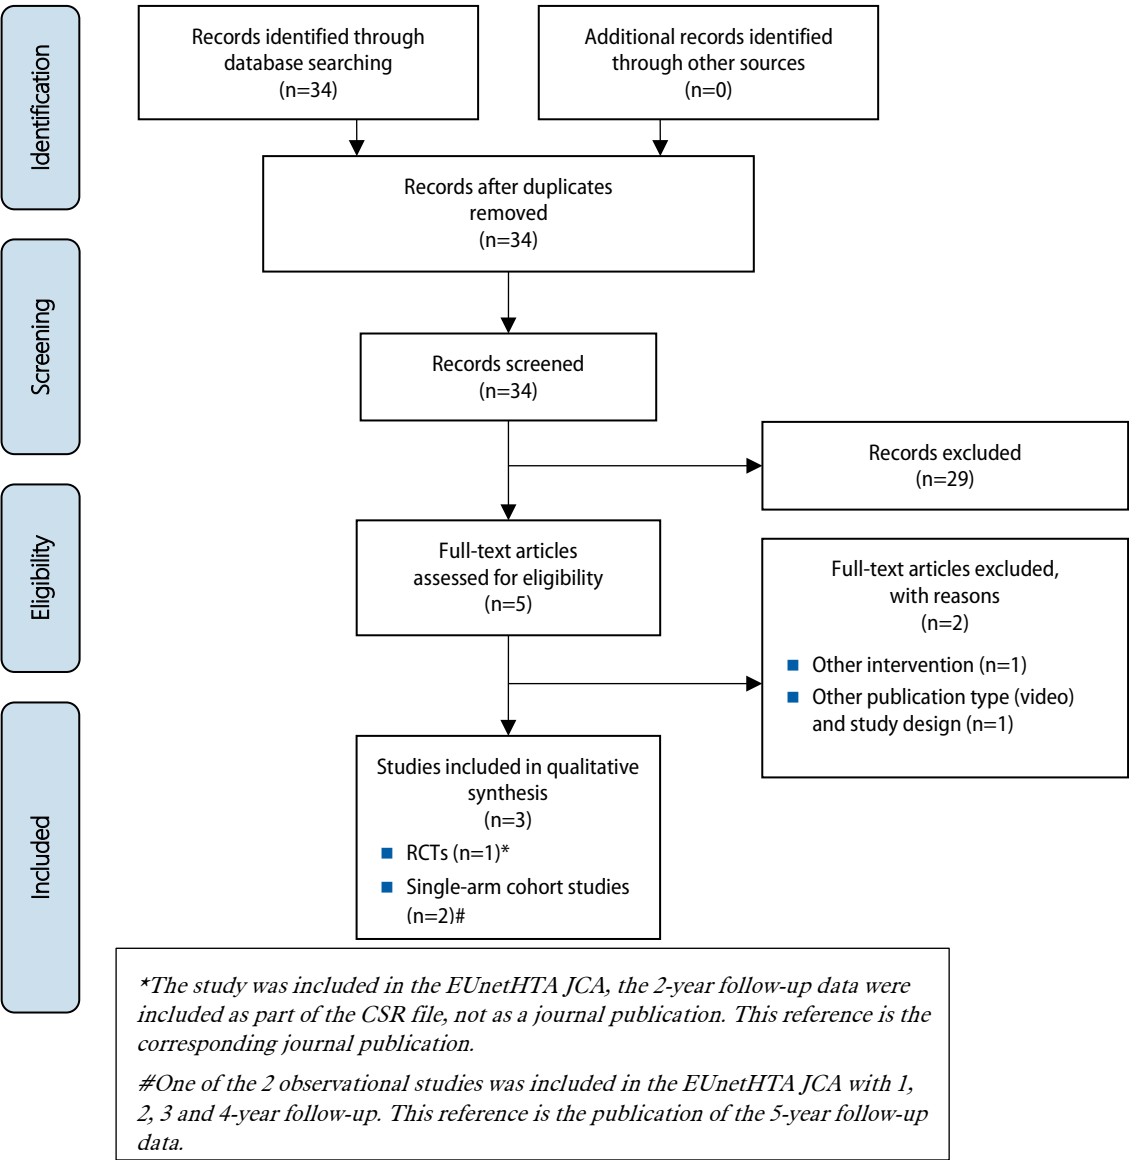 Identification
Records identified through
database searching
(n=34)
Additional records identified
through other sources
(n=0)
Records after duplicates
removed
(n=34)
Screening
Records screened
(n=34)
Records excluded
(n=29)
Eligibility
Full-text articles
assessed for eligibility
(n=5)
Full-text articles excluded,
with reasons
(n=2)
Other intervention (n=1)
Other publication type (video)
and study design (n=1)
Included
Studies included in qualitative
synthesis
(n=3)
RCTs (n=1)*
Single-arm cohort studies
(n=2)#
*The study was included in the EUnetHTA JCA, the 2-year follow-up data were
included as part of the CSR file, not as a journal publication. This reference is the
corresponding journal publication.
#One of the 2 observational studies was included in the EUnetHTA JCA with 1,
2, 3 and 4-year follow-up. This reference is the publication of the 5-year follow-up
data.